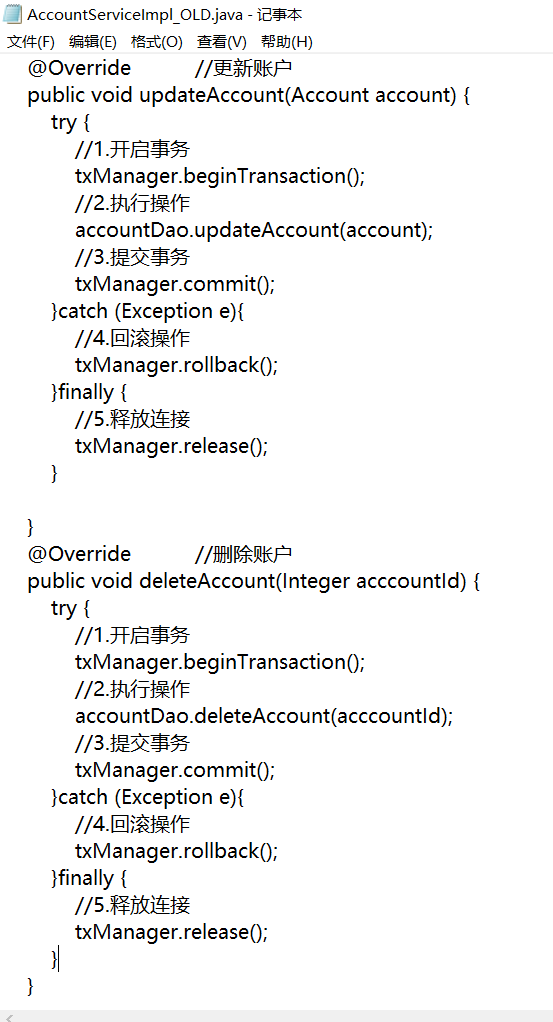 AccountServiceImpl_OLD.java - 记事本
文件(F) 编辑(E) 格式(O) 查看(V) 帮助(H)
@Override //更新账户
public void updateAccount(Account account) {
try {
//1.开启事务
txManager.beginTransaction();
//2.执行操作
accountDao.updateAccount(account);
//3.提交事务
txManager.commit();
}catch (Exception e){
//4.回滚操作
txManager.rollback();
}finally {
//5.释放连接
txManager.release();
}
}
@Override //删除账户
public void deleteAccount(Integer acccountId) {
try {
//1.开启事务
txManager.beginTransaction();
//2.执行操作
accountDao.deleteAccount(acccountId);
//3.提交事务
txManager.commit();
}catch (Exception e){
//4.回滚操作
txManager.rollback();
}finally {
//5.释放连接
txManager.release();
}
}